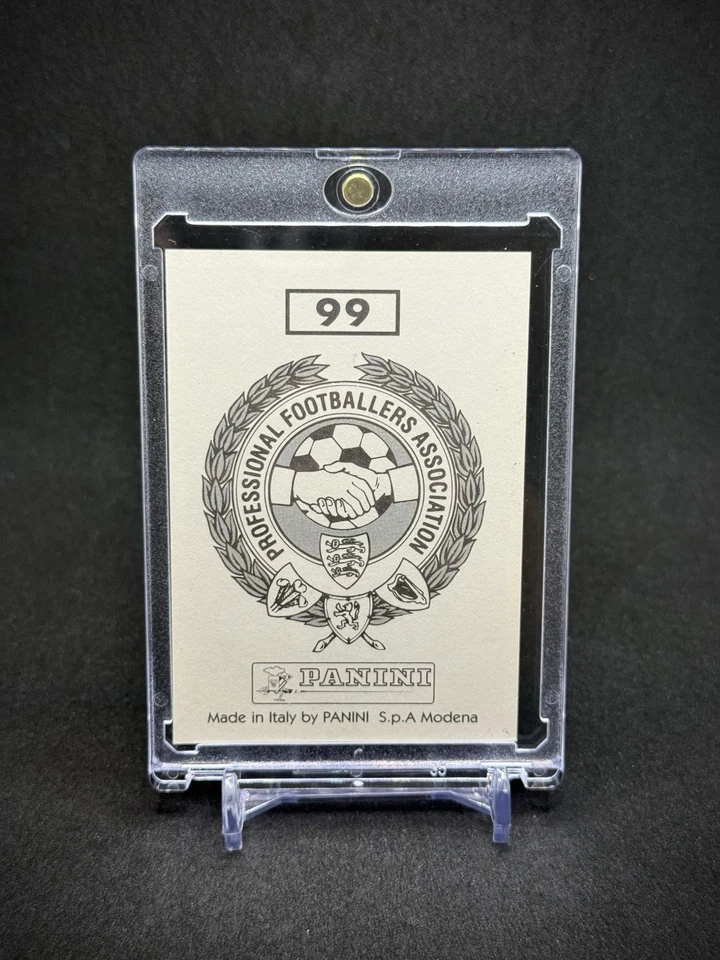 99
PROFESSIONAL FOOTBALLERS ASSOCIATION
PANINI
Made in Italy by PANINI S.p.A Modena